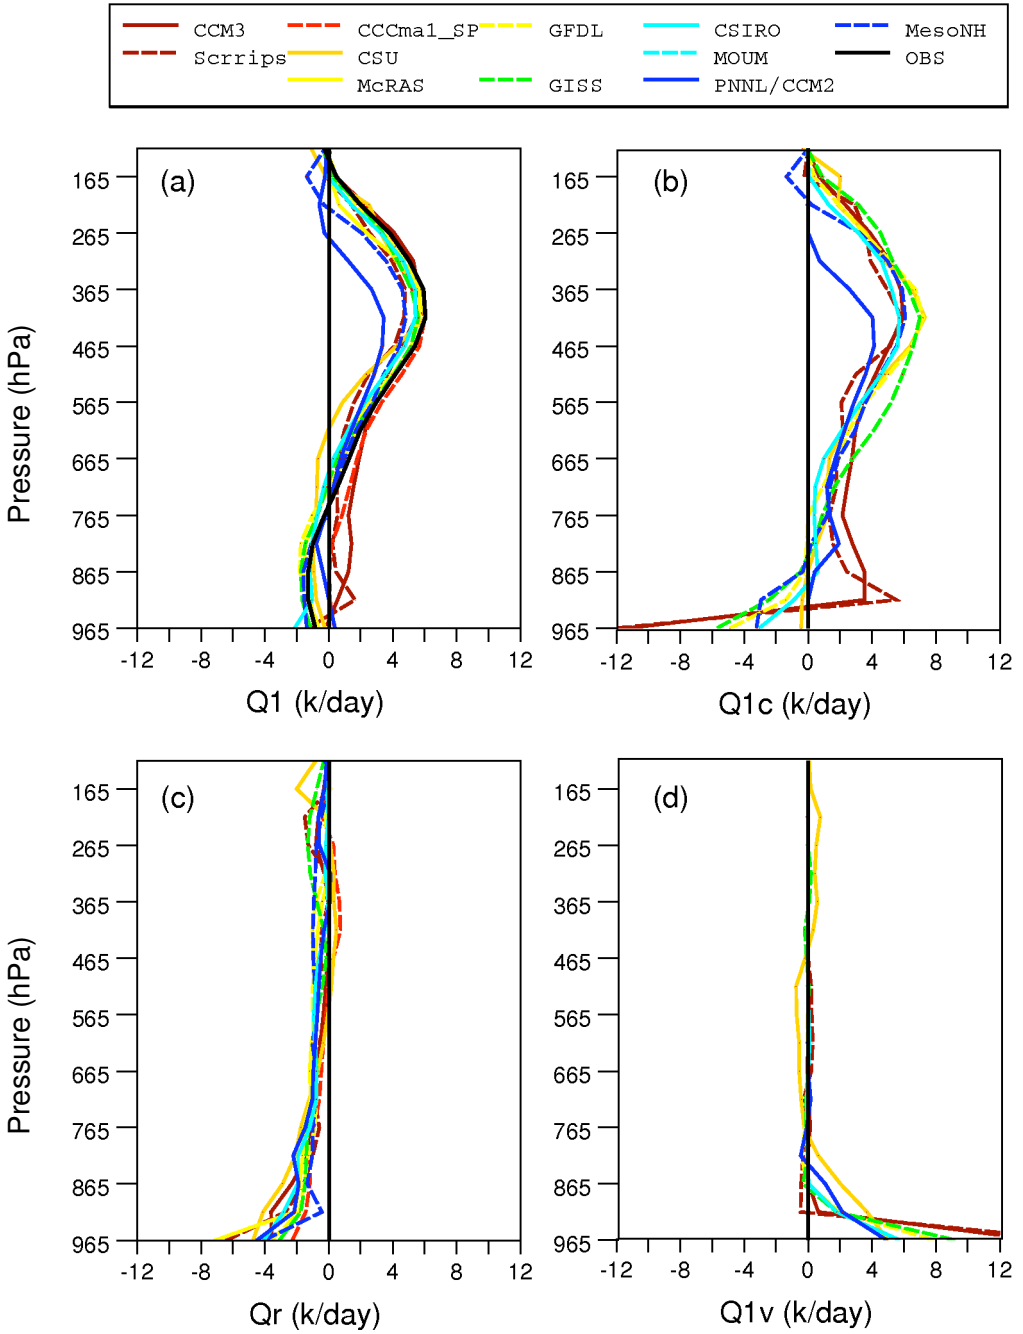 CCM3 CCCma1_SP GFDL CSIRO MesoNH
Scrrips CSU MOUM OBS
McRAS GISS PNNL/CCM2
(a)
165
265
365
465
565
665
765
865
965
-12 -8 -4 0 4 8 12
Pressure (hPa)
Q1 (k/day)
(b)
165
265
365
465
565
665
765
865
965
-12 -8 -4 0 4 8 12
Q1c (k/day)
(c)
165
265
365
465
565
665
765
865
965
-12 -8 -4 0 4 8 12
Pressure (hPa)
Qr (k/day)
(d)
165
265
365
465
565
665
765
865
965
-12 -8 -4 0 4 8 12
Q1v (k/day)